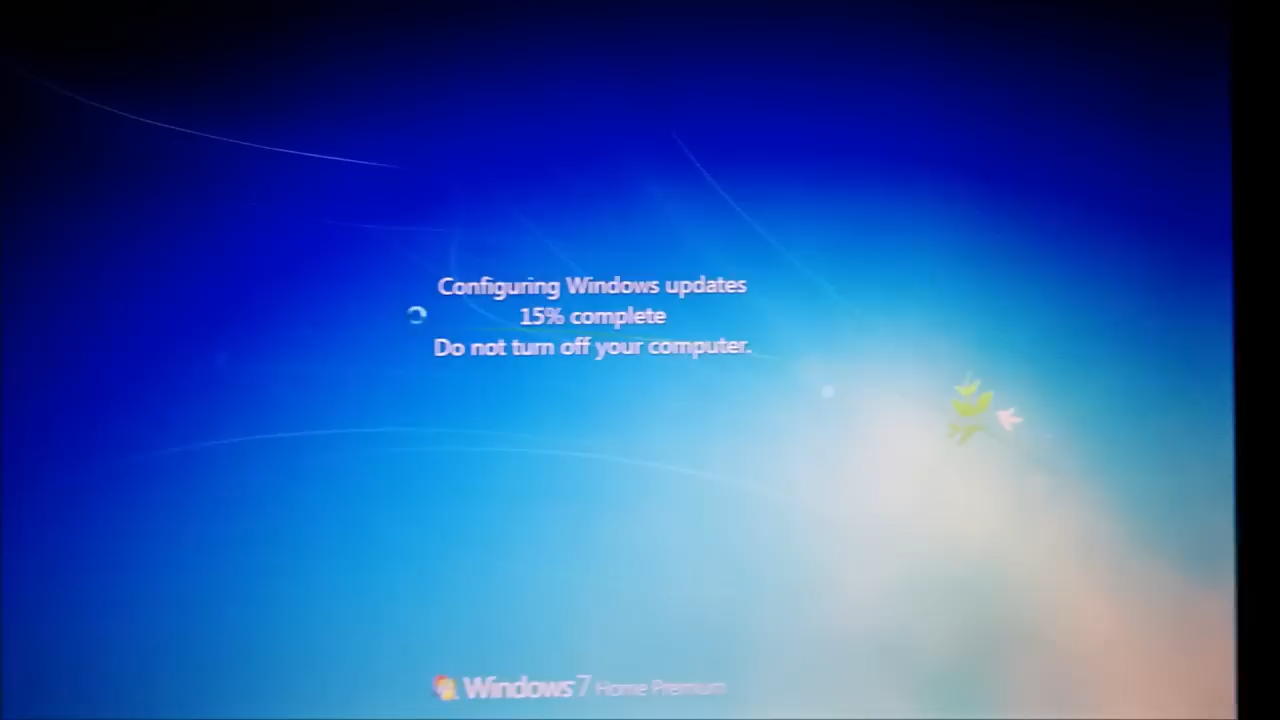 Configuring Windows updates
15% complete
Do not turn off your computer.
Windows 7 Home Premium